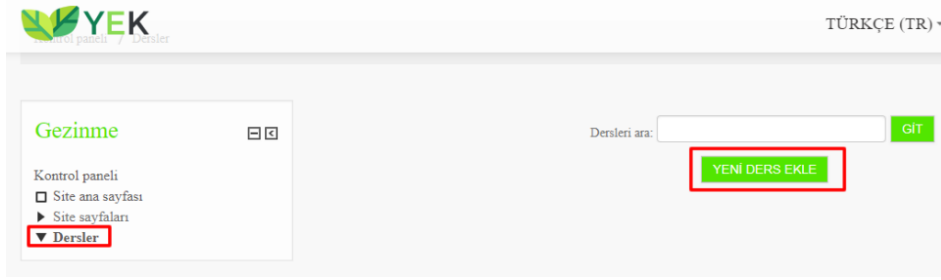 YEK
TÜRKÇE (TR)
Kontrol paneli / Dersler
Gezinme
Dersleri ara:
GİT
YENİ DERS EKLE
Kontrol paneli
Site ana sayfası
Site sayfaları
Dersler